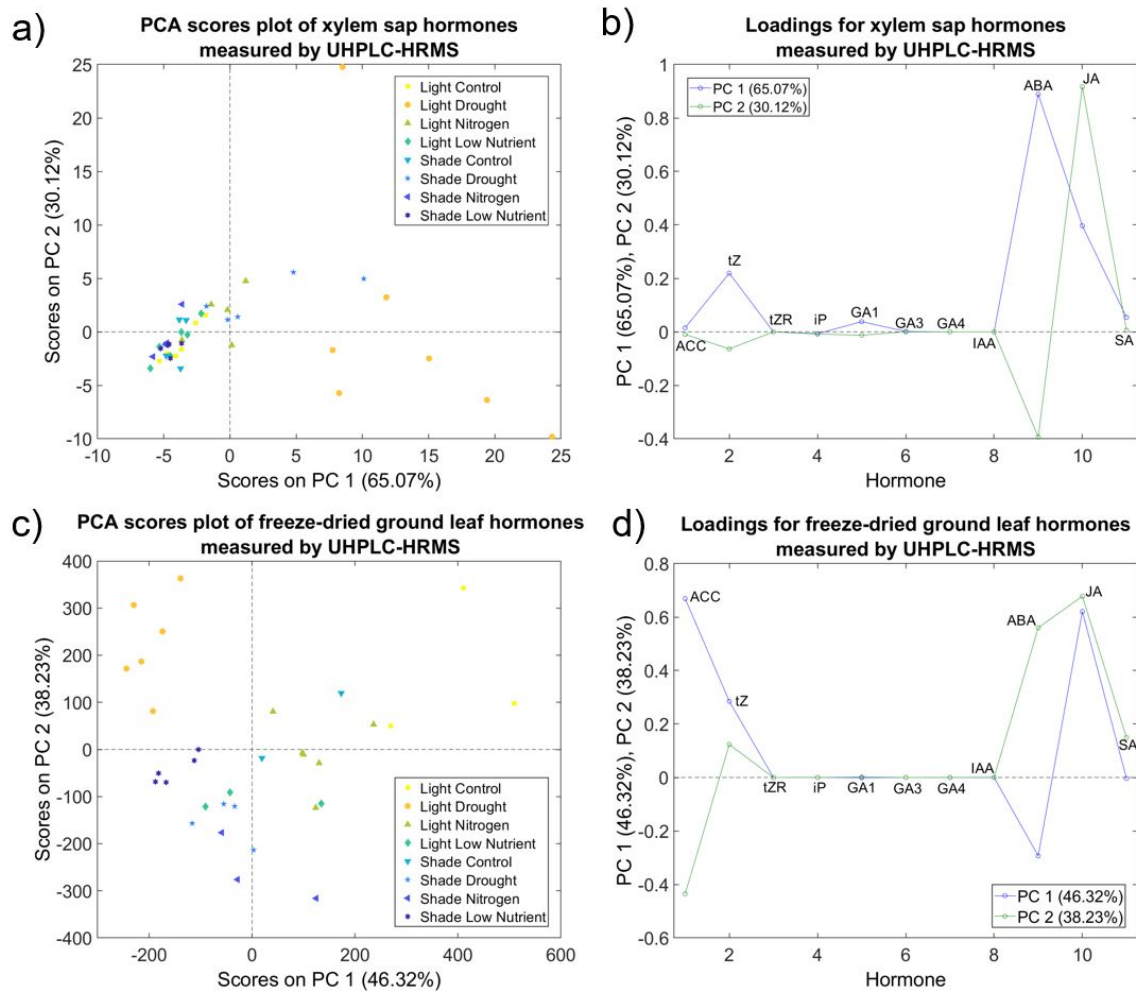 a)
PCA scores plot of xylem sap hormones
measured by UHPLC-HRMS
Scores on PC 2 (30.12%)
25
20
15
10
5
0
-5
-10
Light Control
Light Drought
Light Nitrogen
Light Low Nutrient
Shade Control
Shade Drought
Shade Nitrogen
Shade Low Nutrient
-10 -5 0 5 10 15 20 25
Scores on PC 1 (65.07%)
b)
Loadings for xylem sap hormones
measured by UHPLC-HRMS
PC 1 (65.07%), PC 2 (30.12%)
1
0.8
0.6
0.4
0.2
0
-0.2
-0.4
PC 1 (65.07%)
PC 2 (30.12%)
ACC
tZ
tZR
iP
GA1
GA3
GA4
IAA
ABA
JA
SA
2 4 6 8 10
Hormone
c)
PCA scores plot of freeze-dried ground leaf hormones
measured by UHPLC-HRMS
Scores on PC 2 (38.23%)
400
300
200
100
0
-100
-200
-300
-400
Light Control
Light Drought
Light Nitrogen
Light Low Nutrient
Shade Control
Shade Drought
Shade Nitrogen
Shade Low Nutrient
-200 0 200 400 600
Scores on PC 1 (46.32%)
d)
Loadings for freeze-dried ground leaf hormones
measured by UHPLC-HRMS
PC 1 (46.32%), PC 2 (38.23%)
0.8
0.6
0.4
0.2
0
-0.2
-0.4
-0.6
ACC
tZ
tZR
iP
GA1
GA3
GA4
IAA
ABA
JA
SA
PC 1 (46.32%)
PC 2 (38.23%)
2 4 6 8 10
Hormone